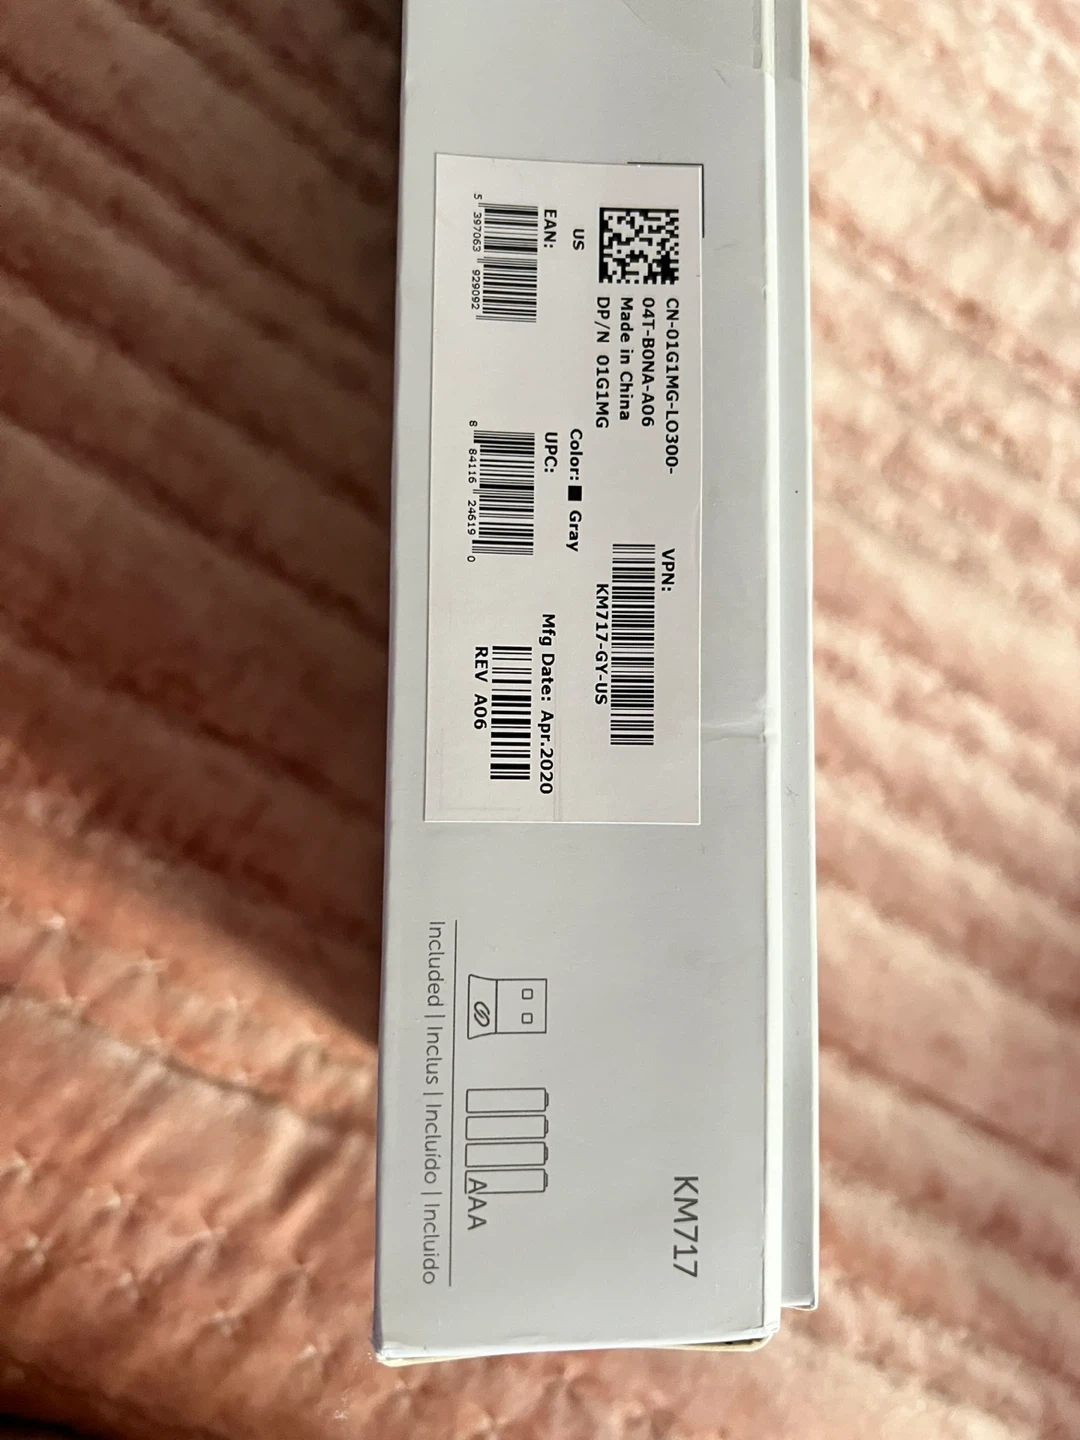 CN-01G1MG-LO300-
04T-B0NA-A06
Made in China
DP/N 01G1MG
VPN:
KM717-GY-US
US
Color: Gray
EAN:
5 397063 929092
UPC:
8 84116 24619 0
Mfg Date: Apr.2020
REV A06
KM717
AAA
Included | Inclus | Incluído | Incluido